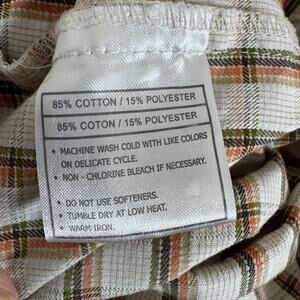 85% COTTON / 15% POLYESTER
85% COTON / 15% POLYESTER
• MACHINE WASH COLD WITH LIKE COLORS
ON DELICATE CYCLE.
• NON - CHLORINE BLEACH IF NECESSARY.
• DO NOT USE SOFTENERS.
• TUMBLE DRY AT LOW HEAT.
• WARM IRON.